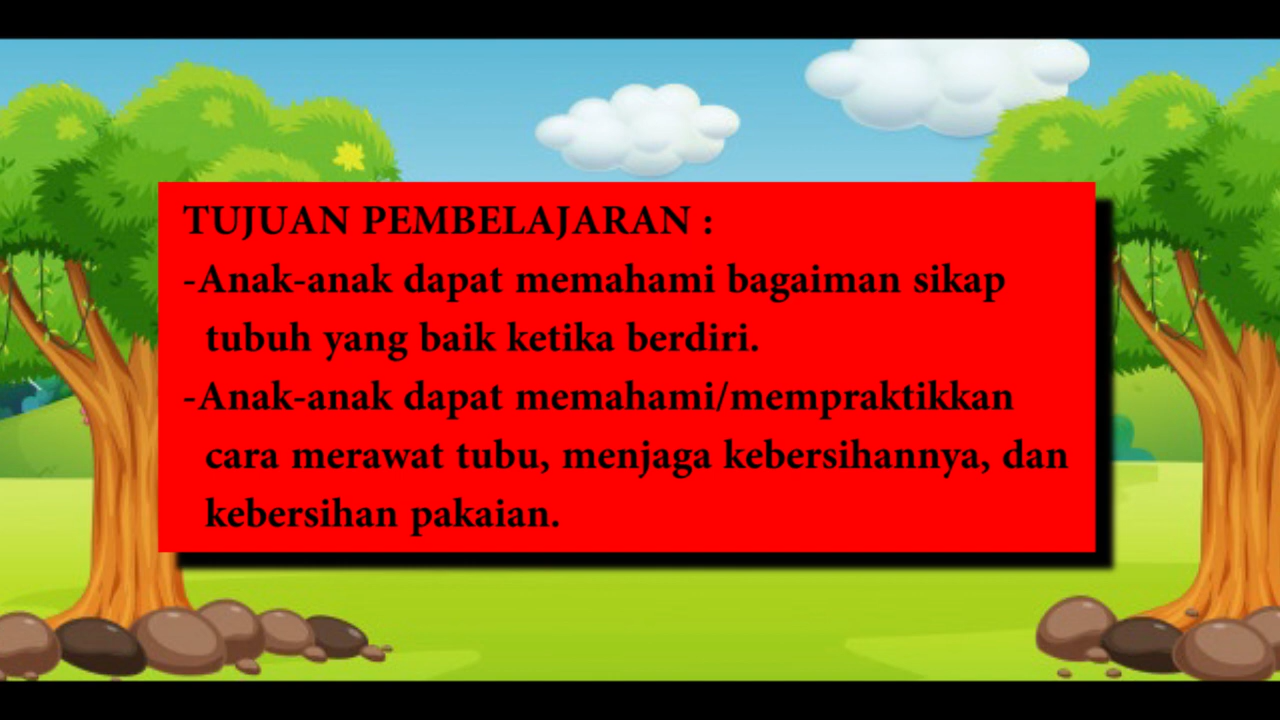 TUJUAN PEMBELAJARAN :
-Anak-anak dapat memahami bagaiman sikap
tubuh yang baik ketika berdiri.
-Anak-anak dapat memahami/mempraktikkan
cara merawat tubu, menjaga kebersihannya, dan
kebersihan pakaian.